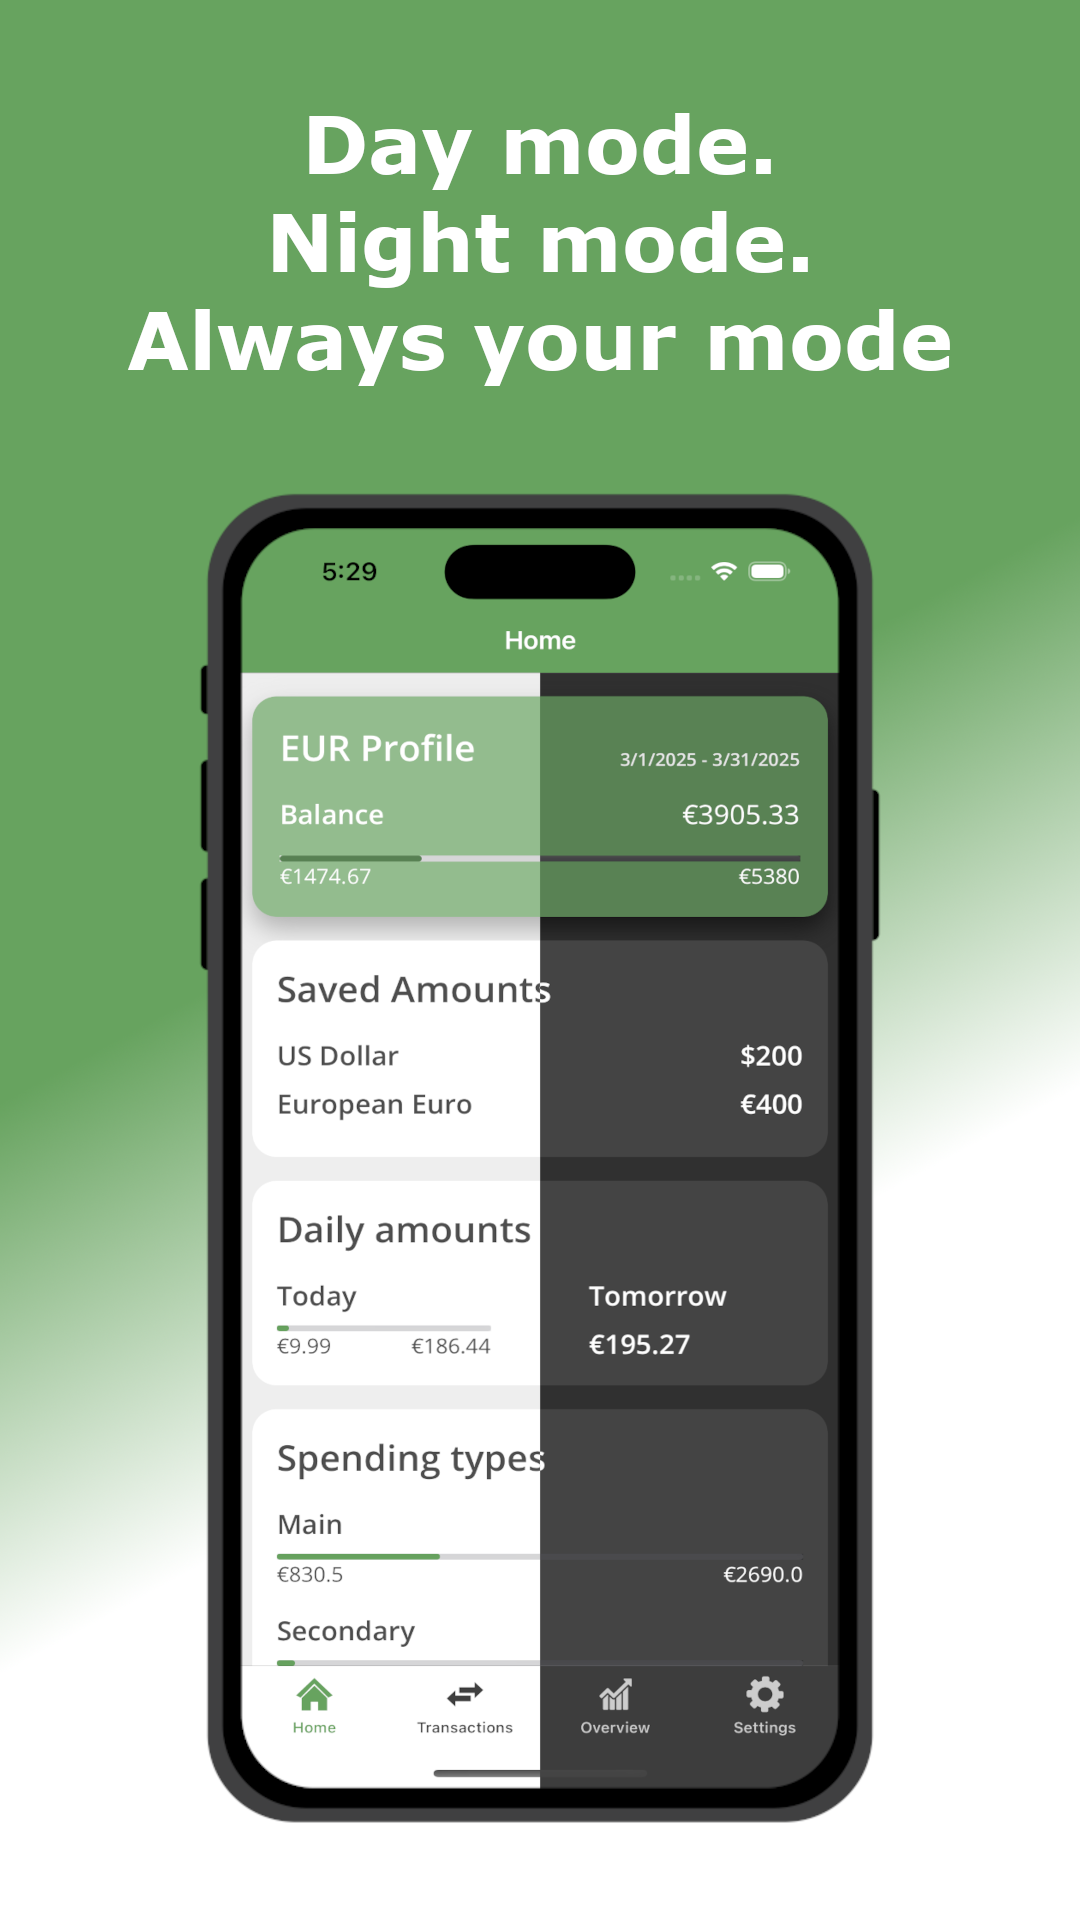 Day mode.
Night mode.
Always your mode
5:29
Home
EUR Profile
3/1/2025 - 3/31/2025
Balance
€3905.33
€1474.67
€5380
Saved Amounts
US Dollar
$200
European Euro
€400
Daily amounts
Today
Tomorrow
€9.99
€186.44
€195.27
Spending types
Main
€830.5
€2690.0
Secondary
Home
Transactions
Overview
Settings